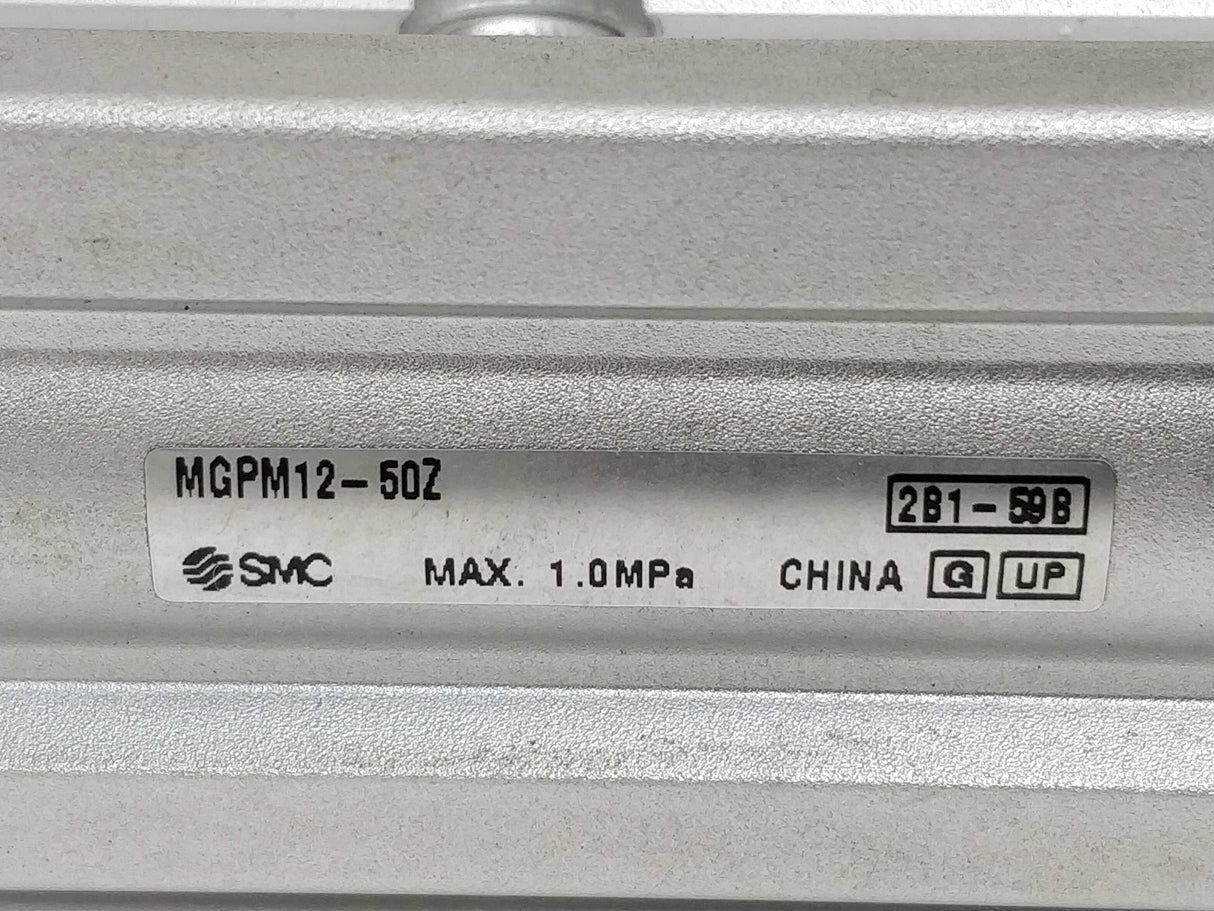 MGPM12-50Z
2B1-59B
SMC MAX. 1.0MPa CHINA G UP